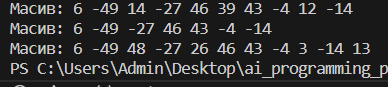 Масив: 6 -49 14 -27 46 39 43 -4 12 -14
Масив: 6 -49 -27 46 43 -4 -14
Масив: 6 -49 48 -27 26 46 43 -4 3 -14 13
PS C:\Users\Admin\Desktop\ai_programming_p